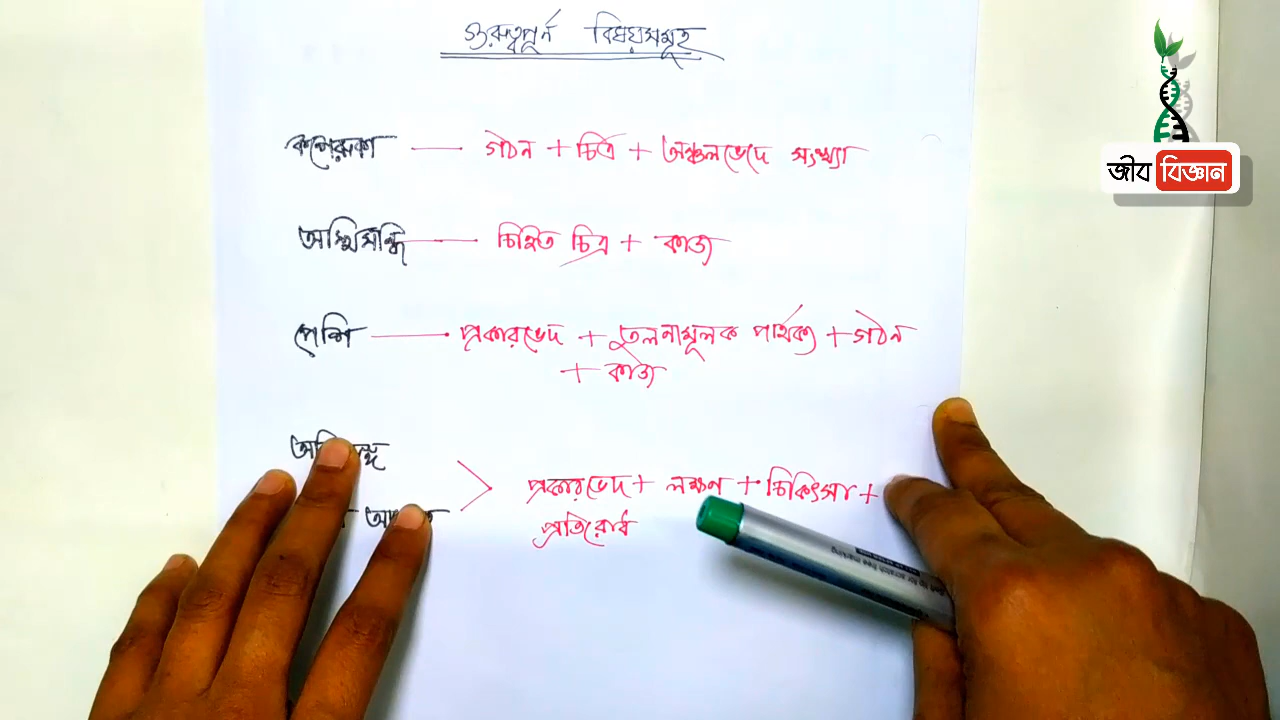 গুরুত্বপূর্ন বিষয়সমূহ
কশেরুকা — গঠন + চিত্র + অঞ্চলভেদে সংখ্যা
অস্থিসন্ধি — চিহ্নিত চিত্র + কাজ
পেশি — প্রকারভেদ + তুলনামূলক পার্থক্য + গঠন
+ কাজ
প্রকারভেদ + লক্ষণ + চিকিৎসা +
প্রতিরোধ
জীব বিজ্ঞান